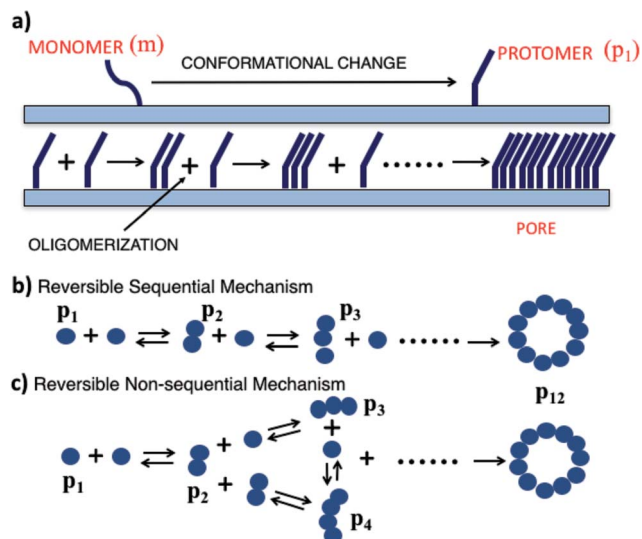 a)
MONOMER (m)
CONFORMATIONAL CHANGE
PROTOMER (p1)
+ + + ......
OLIGOMERIZATION
PORE
b) Reversible Sequential Mechanism
p1 p2 p3
+ + + ......
p12
c) Reversible Non-sequential Mechanism
p3
+ + + + ......
p1 p2 +
p4